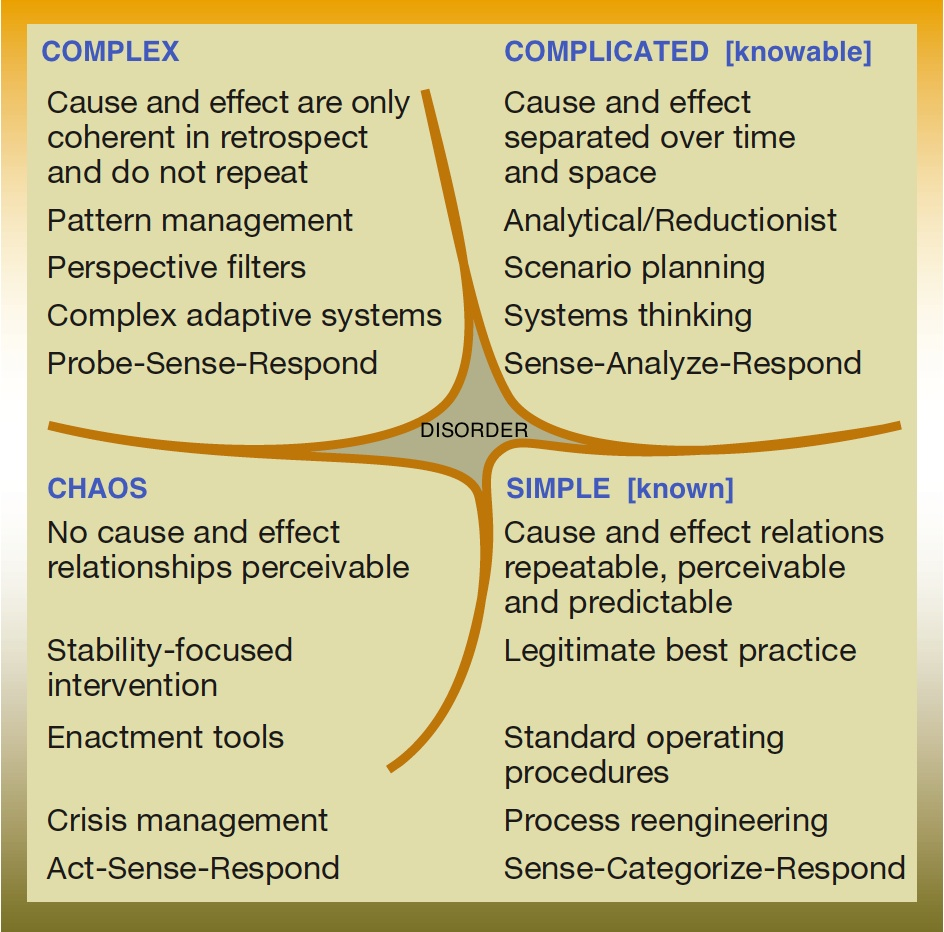 COMPLEX
Cause and effect are only
coherent in retrospect
and do not repeat
Pattern management
Perspective filters
Complex adaptive systems
Probe-Sense-Respond
COMPLICATED [knowable]
Cause and effect
separated over time
and space
Analytical/Reductionist
Scenario planning
Systems thinking
Sense-Analyze-Respond
DISORDER
CHAOS
No cause and effect
relationships perceivable
Stability-focused
intervention
Enactment tools
Crisis management
Act-Sense-Respond
SIMPLE [known]
Cause and effect relations
repeatable, perceivable
and predictable
Legitimate best practice
Standard operating
procedures
Process reengineering
Sense-Categorize-Respond